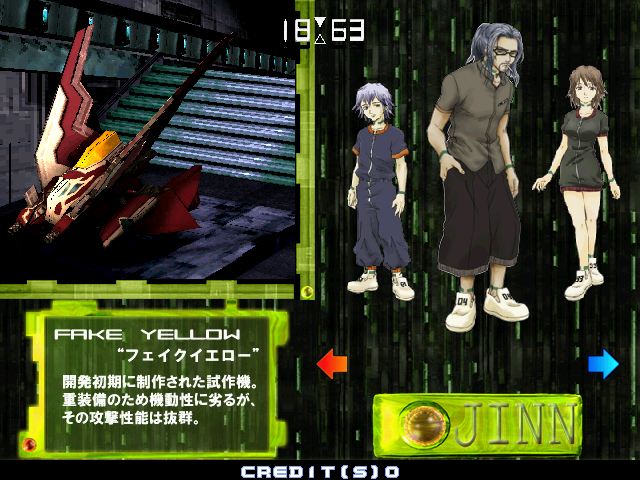 18 63
FAKE YELLOW
“フェイクイエロー”
開発初期に制作された試作機。
重装備のため機動性に劣るが、
その攻撃性能は抜群。
JINN
04
CREDIT(S)0